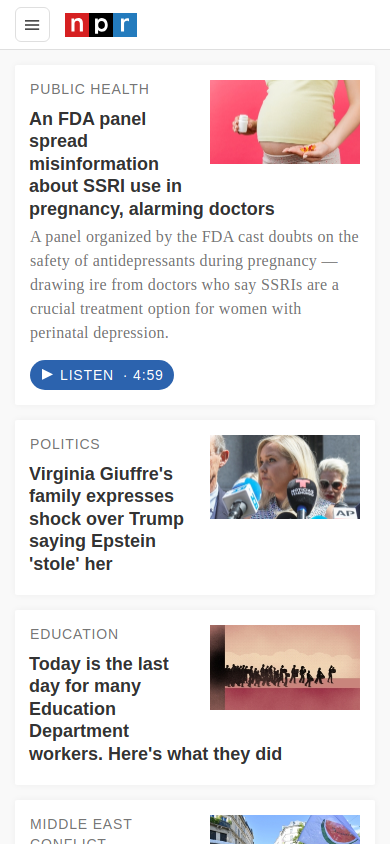 npr
PUBLIC HEALTH
An FDA panel
spread
misinformation
about SSRI use in
pregnancy, alarming doctors
A panel organized by the FDA cast doubts on the
safety of antidepressants during pregnancy —
drawing ire from doctors who say SSRIs are a
crucial treatment option for women with
perinatal depression.
LISTEN · 4:59
POLITICS
Virginia Giuffre's
family expresses
shock over Trump
saying Epstein
'stole' her
NOTICIAS
AP
EDUCATION
Today is the last
day for many
Education
Department
workers. Here's what they did
MIDDLE EAST
CONFLICT